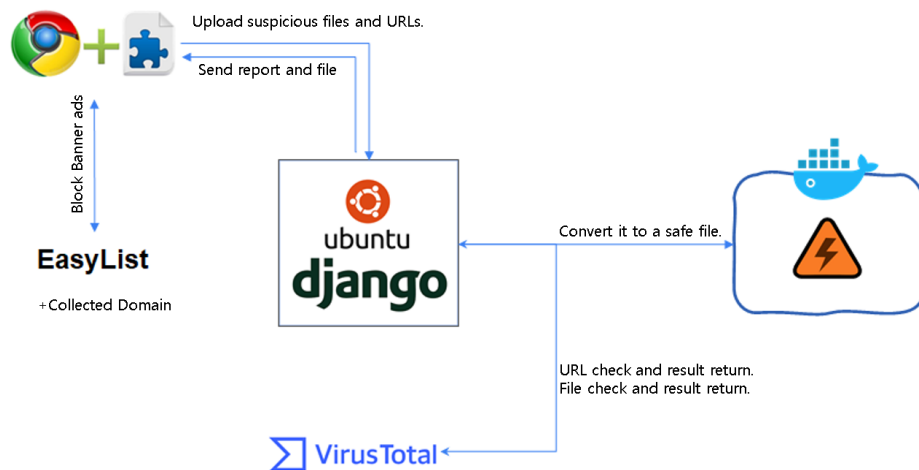 Upload suspicious files and URLs.
Send report and file
Block Banner ads
EasyList
+Collected Domain
ubuntu
django
Convert it to a safe file.
URL check and result return.
File check and result return.
VirusTotal